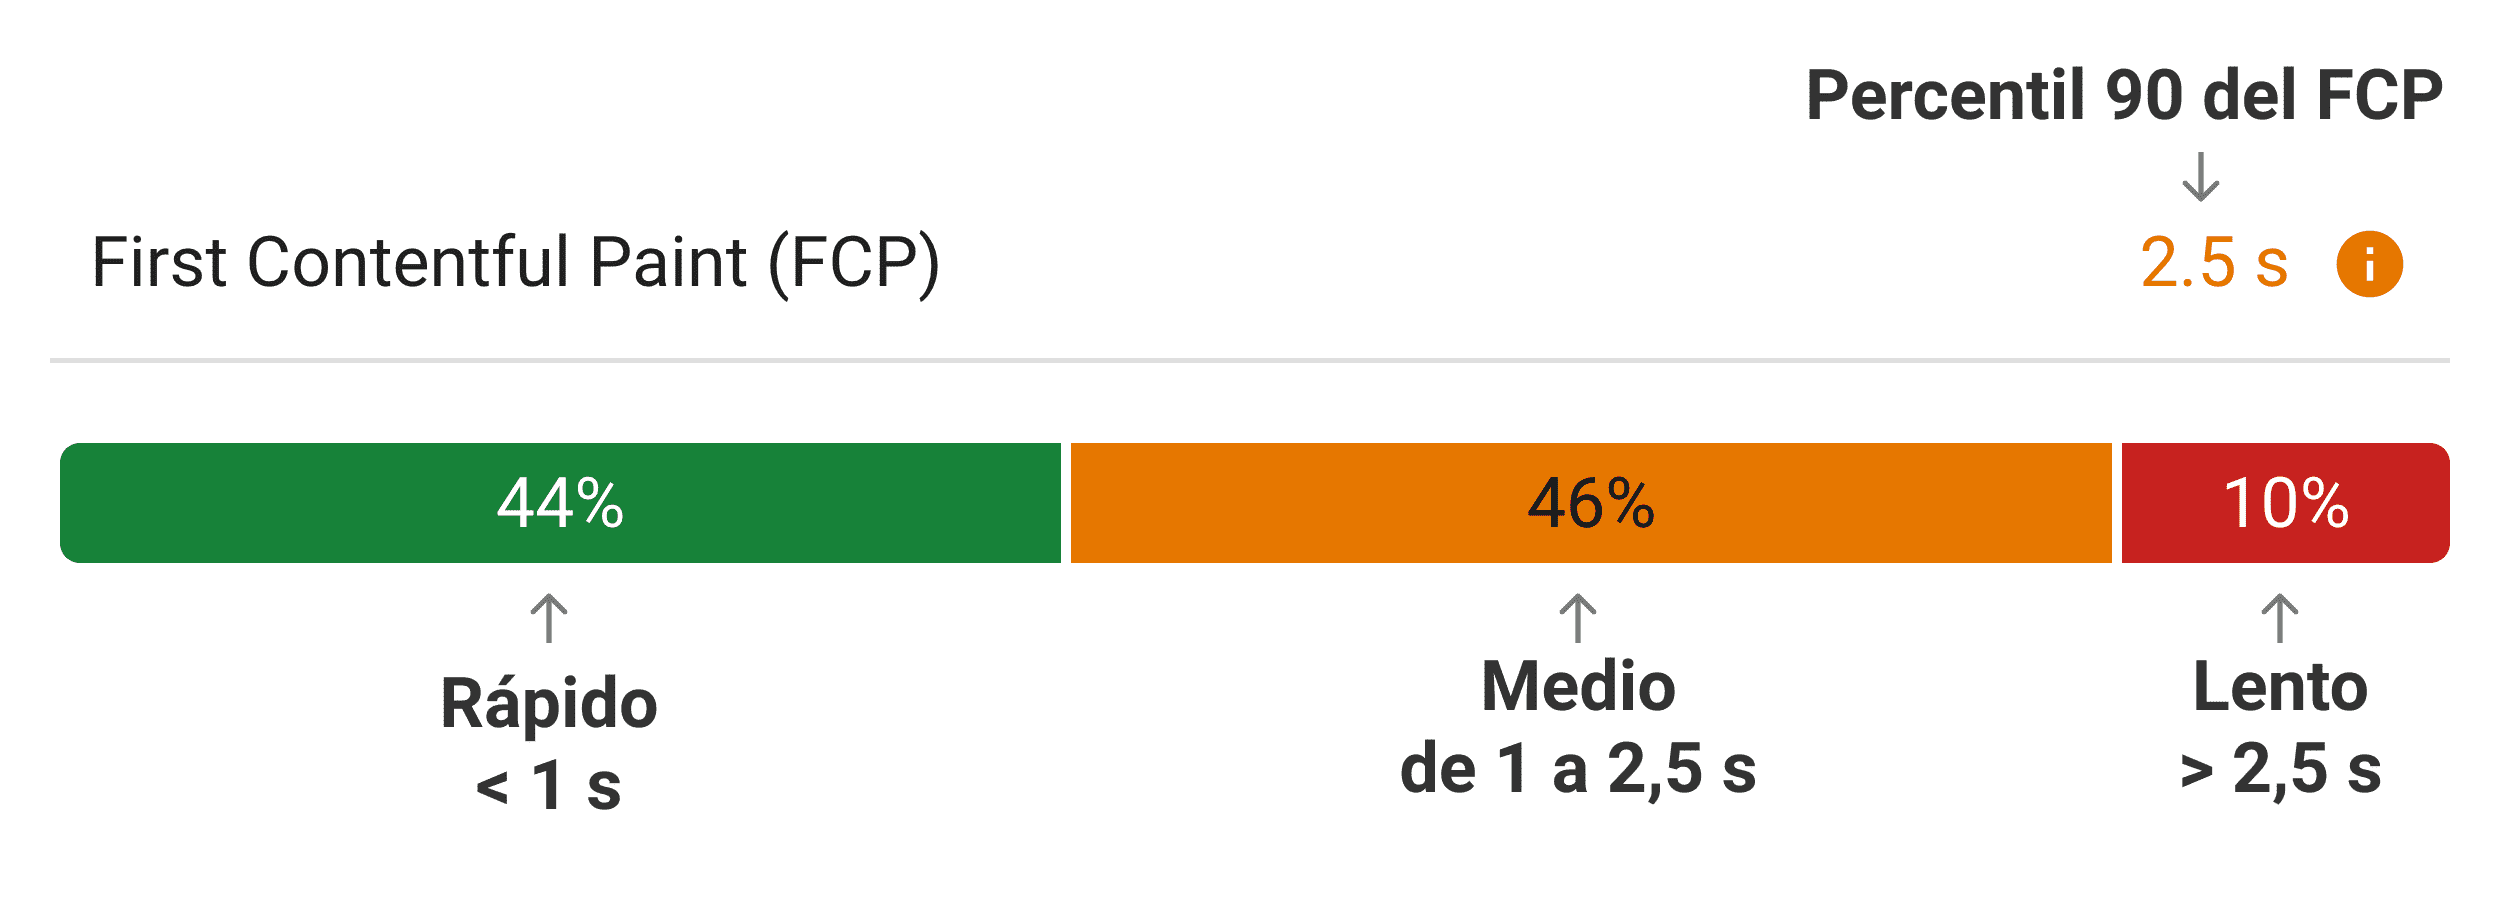 Percentil 90 del FCP
First Contentful Paint (FCP)
2.5 s
i
44%
46%
10%
Rápido
< 1 s
Medio
de 1 a 2,5 s
Lento
> 2,5 s